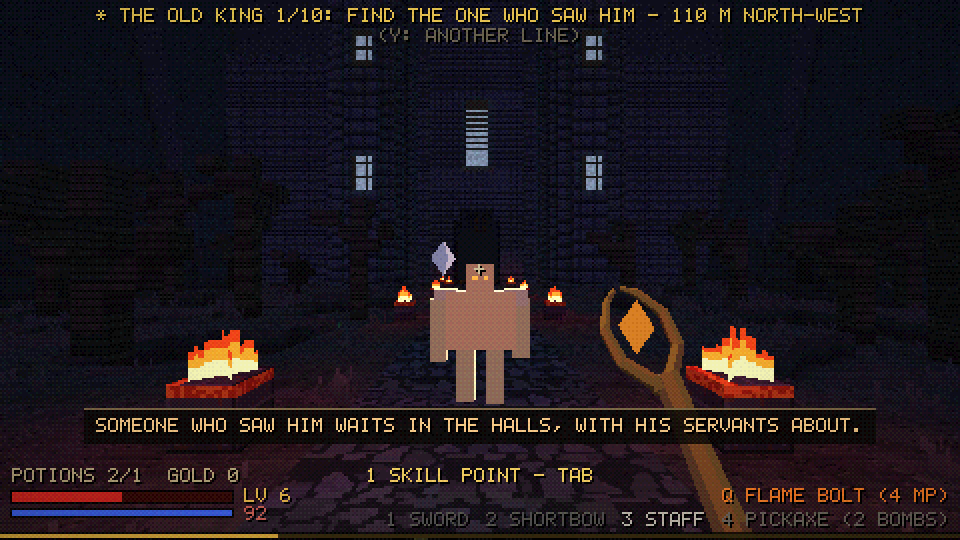 * THE OLD KING 1/10: FIND THE ONE WHO SAW HIM - 110 M NORTH-WEST
(Y: ANOTHER LINE)
SOMEONE WHO SAW HIM WAITS IN THE HALLS, WITH HIS SERVANTS ABOUT.
POTIONS 2/1 GOLD 0
1 SKILL POINT - TAB
LV 6
92
Q FLAME BOLT (4 MP)
1 SWORD 2 SHORTBOW 3 STAFF 4 PICKAXE (2 BOMBS)